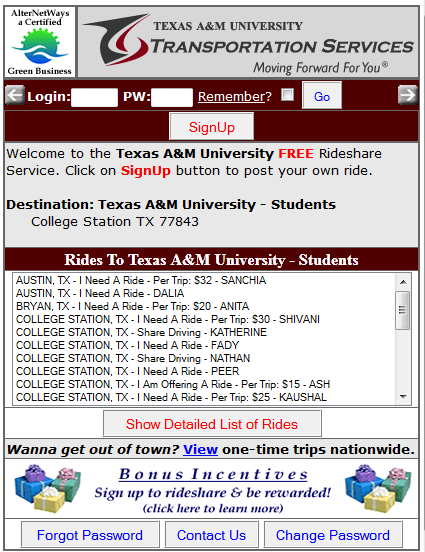 AlterNetWays
a Certified
Green Business
TEXAS A&M UNIVERSITY
TRANSPORTATION SERVICES
Moving Forward For You®
Login: PW: Remember? Go
SignUp
Welcome to the Texas A&M University FREE Rideshare
Service. Click on SignUp button to post your own ride.
Destination: Texas A&M University - Students
College Station TX 77843
Rides To Texas A&M University - Students
AUSTIN, TX - I Need A Ride - Per Trip: $32 - SANCHIA
AUSTIN, TX - I Need A Ride - DALIA
BRYAN, TX - I Need A Ride - Per Trip: $20 - ANITA
COLLEGE STATION, TX - I Need A Ride - Per Trip: $30 - SHIVANI
COLLEGE STATION, TX - Share Driving - KATHERINE
COLLEGE STATION, TX - I Need A Ride - FADY
COLLEGE STATION, TX - Share Driving - NATHAN
COLLEGE STATION, TX - I Need A Ride - PEER
COLLEGE STATION, TX - I Am Offering A Ride - Per Trip: $15 - ASH
COLLEGE STATION, TX - I Need A Ride - Per Trip: $25 - KAUSHAL
Show Detailed List of Rides
Wanna get out of town? View one-time trips nationwide.
Bonus Incentives
Sign up to rideshare & be rewarded!
(click here to learn more)
Forgot Password Contact Us Change Password